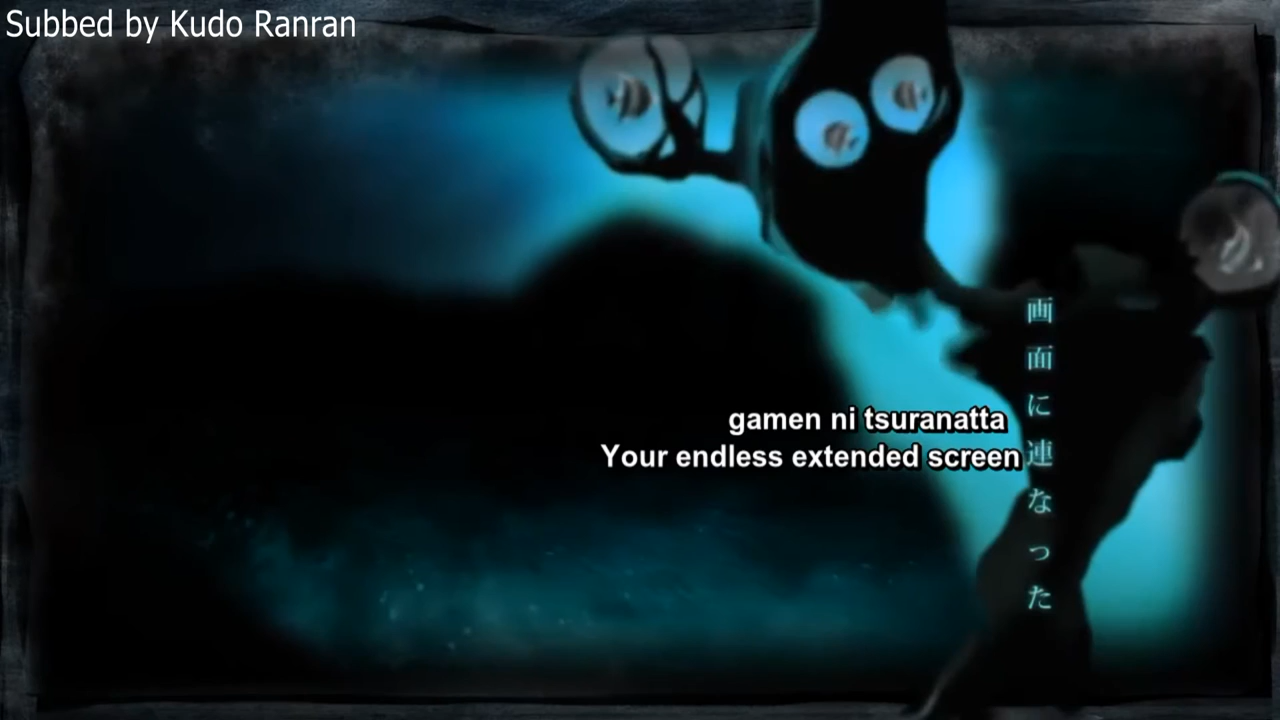 Subbed by Kudo Ranran
gamen ni tsuranatta
Your endless extended screen
画面に連なった